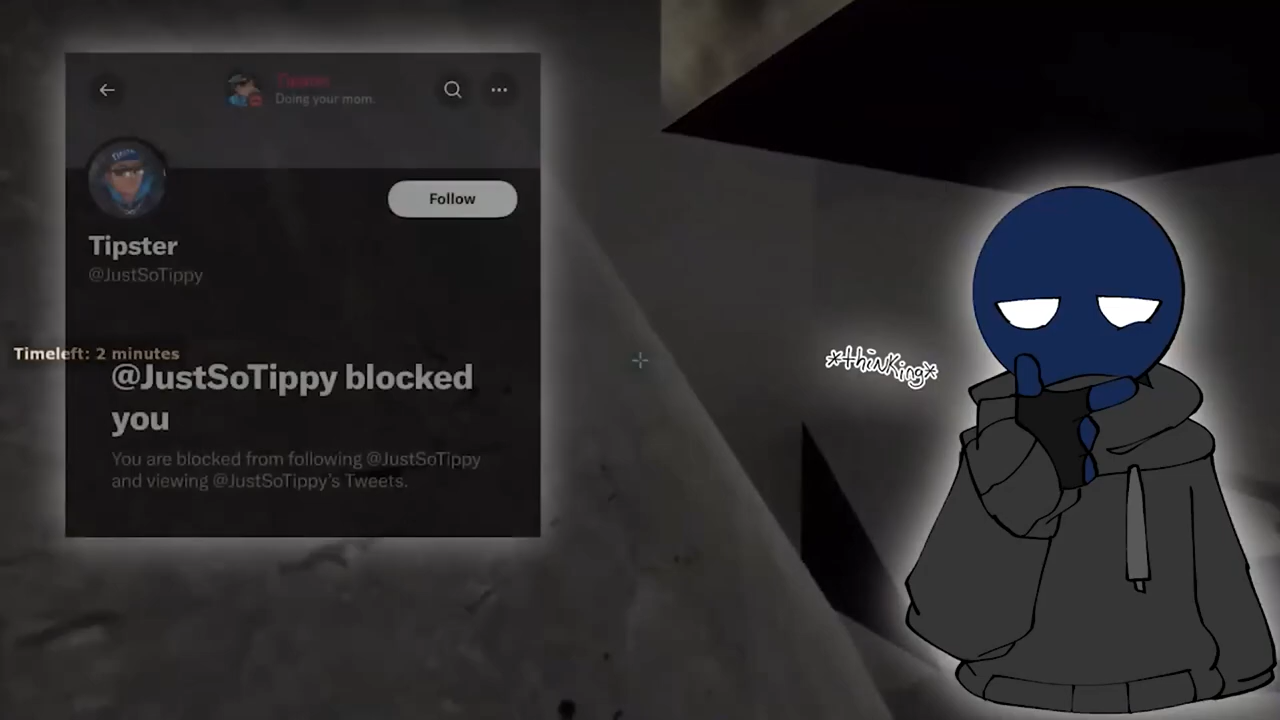 Tipster
Doing your mom.
Follow
Tipster
@JustSoTippy
Timeleft: 2 minutes
@JustSoTippy blocked
you
You are blocked from following @JustSoTippy
and viewing @JustSoTippy's Tweets.
*thinKing*